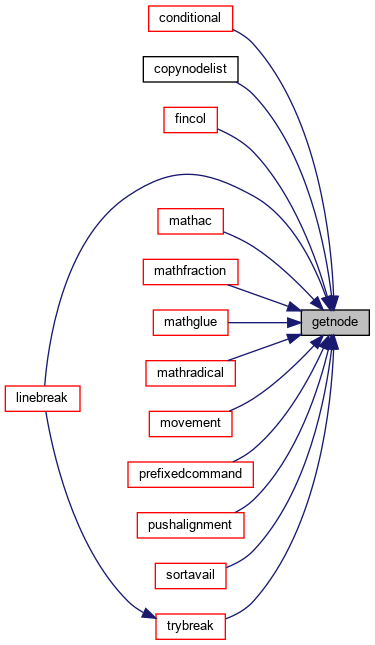 conditional
copynodelist
fincol
mathac
mathfraction
getnode
mathglue
mathradical
linebreak
movement
prefixedcommand
pushalignment
sortavail
trybreak